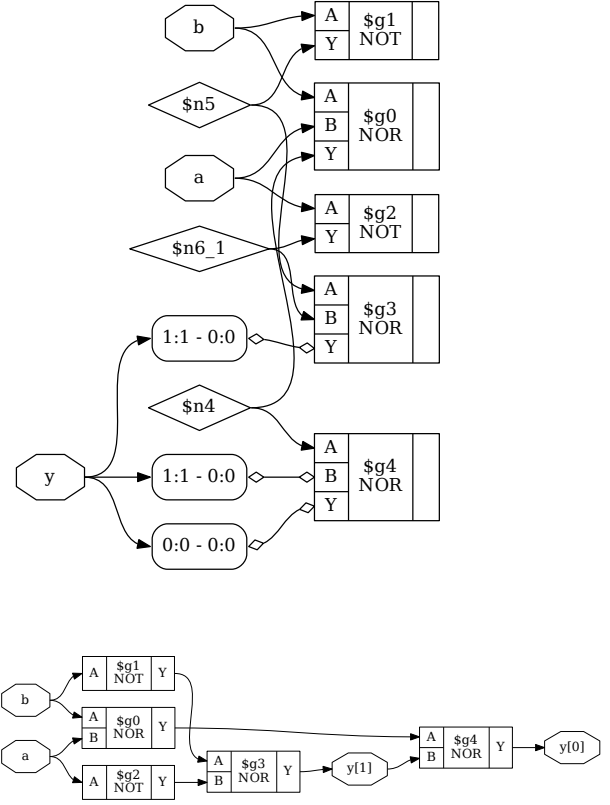 b
A
$g1
Y
NOT
$n5
A
$g0
B
NOR
Y
a
A
$g2
Y
NOT
$n6_1
A
$g3
B
NOR
Y
1:1 - 0:0
$n4
A
$g4
B
NOR
Y
y
1:1 - 0:0
0:0 - 0:0
b
A
$g1
NOT
Y
A
B
$g0
NOR
Y
a
A
$g2
NOT
Y
A
B
$g3
NOR
Y
y[1]
A
B
$g4
NOR
Y
y[0]